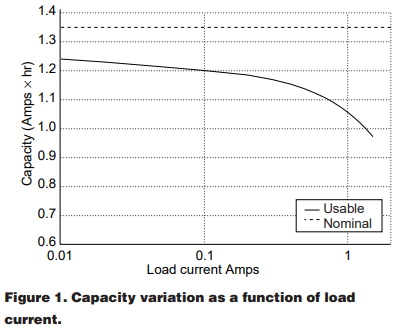 1.4
1.3
1.2
1.1
1.0
0.9
0.8
0.7
0.6
Capacity (Amps × hr)
Usable
Nominal
0.01 0.1 1
Load current Amps
Figure 1. Capacity variation as a function of load
current.